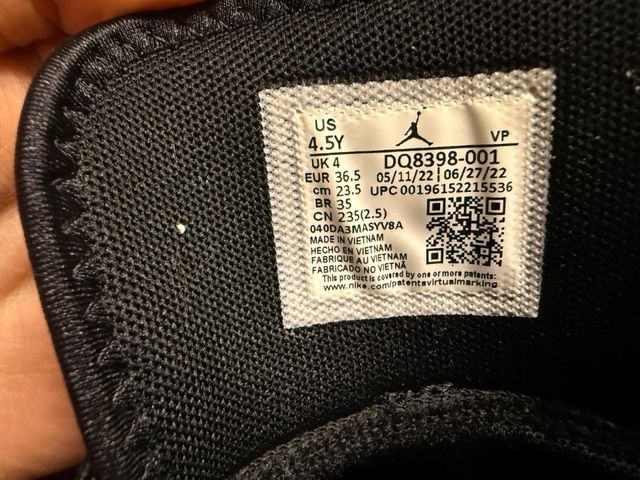 US
4.5Y VP
UK 4 DQ8398-001
EUR 36.5 05/11/22 | 06/27/22
cm 23.5 UPC 00196152215536
BR 35
CN 235(2.5)
040DA3MASYV8A
MADE IN VIETNAM
HECHO EN VIETNAM
FABRIQUE AU VIETNAM
FABRICADO NO VIETNÃ
This product is covered by one or more patents:
www.nike.com/patentsvirtualmarking